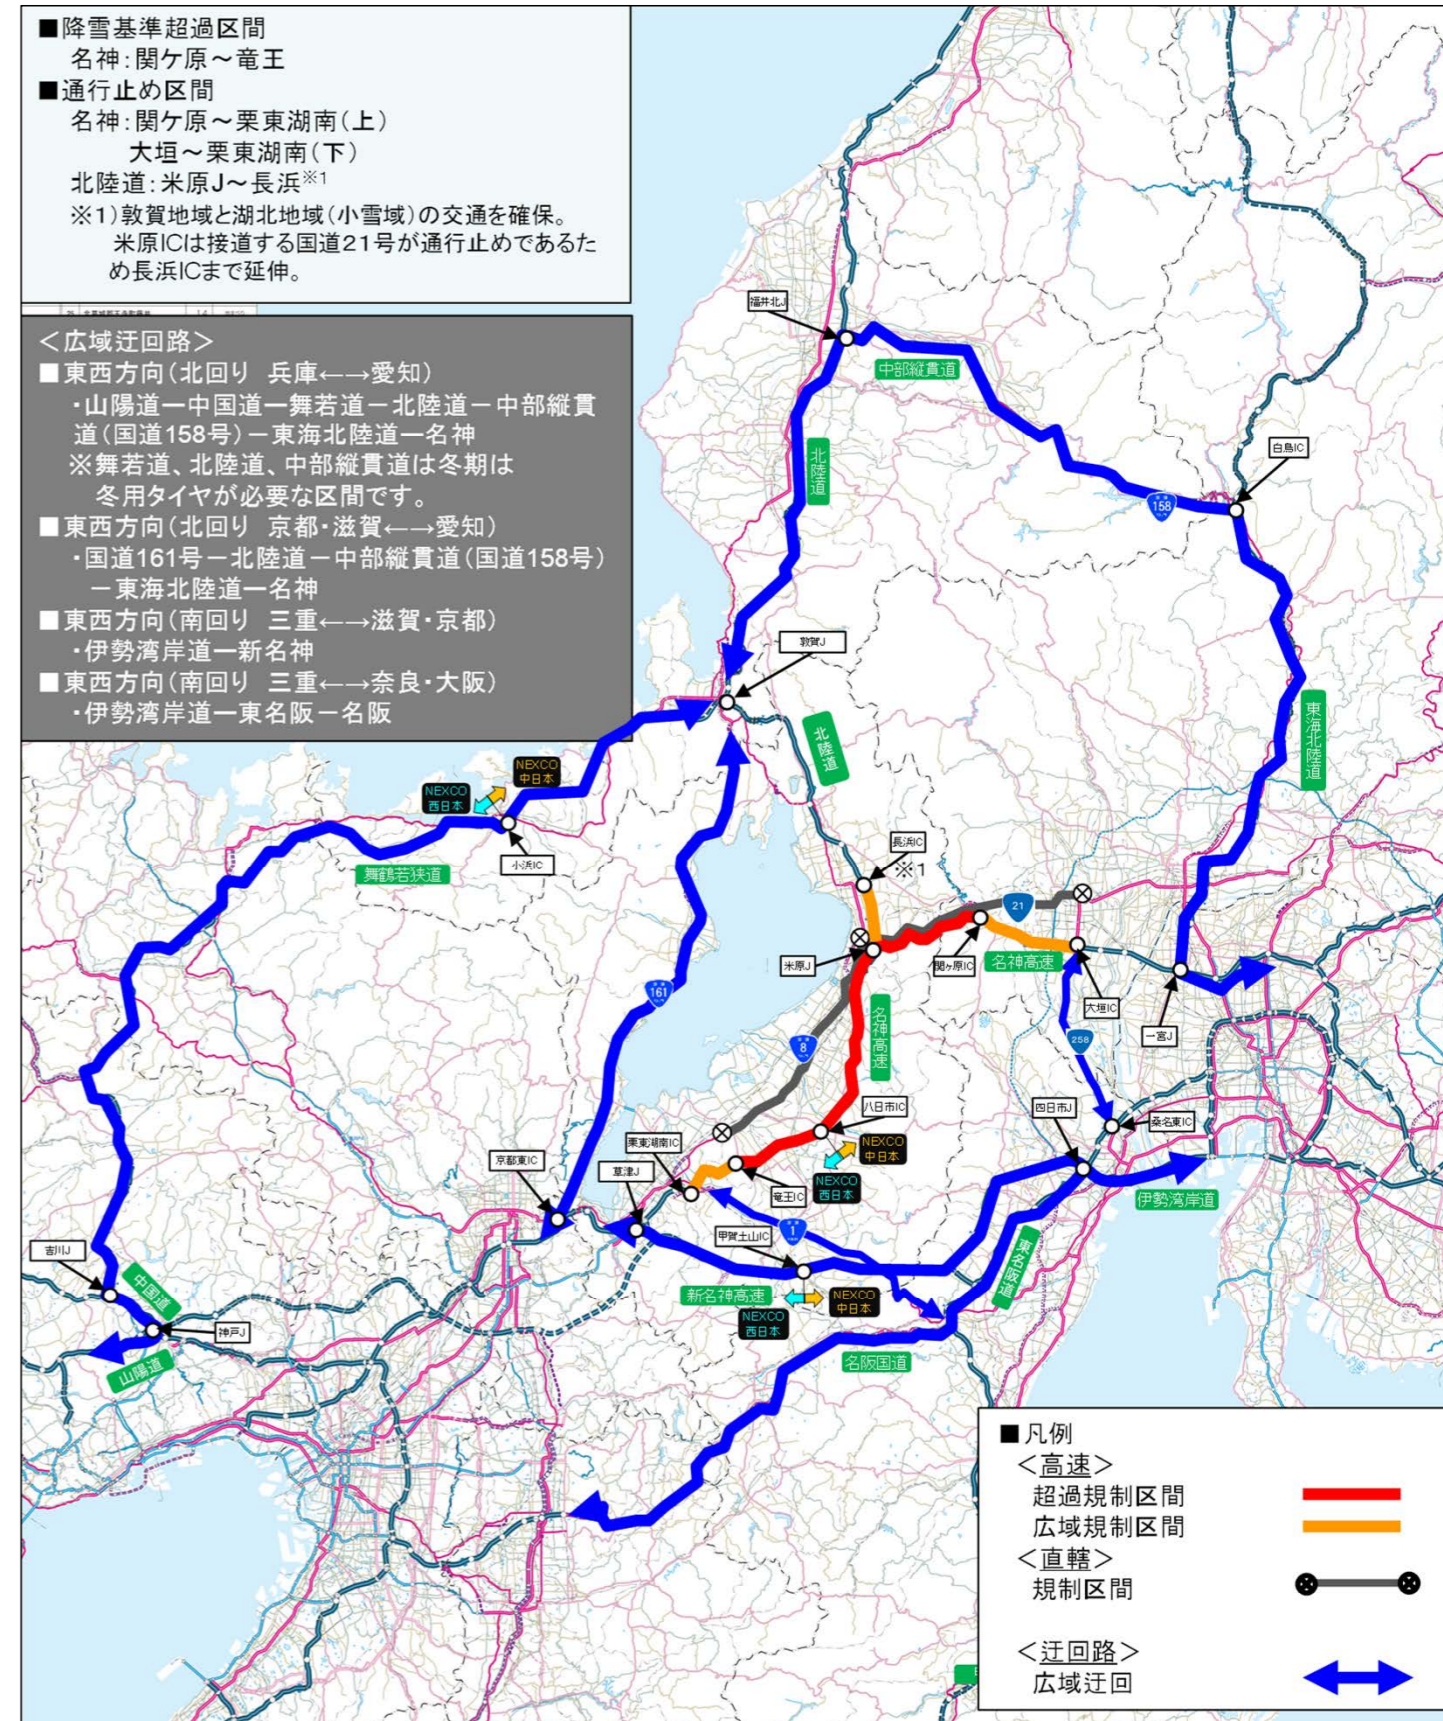 ■降雪基準超過区間
名神：関ケ原～竜王
■通行止め区間
名神：関ケ原～栗東湖南（上）
大垣～栗東湖南（下）
北陸道：米原J～長浜※1
※1）敦賀地域と湖北地域（小雪域）の交通を確保。
米原ICは接道する国道21号が通行止めであるた
め長浜ICまで延伸。
＜広域迂回路＞
■東西方向（北回り　兵庫←→愛知）
・山陽道―中国道―舞若道－北陸道－中部縦貫
道（国道158号）－東海北陸道―名神
※舞若道、北陸道、中部縦貫道は冬期は
冬用タイヤが必要な区間です。
■東西方向（北回り　京都・滋賀←→愛知）
・国道161号－北陸道－中部縦貫道（国道158号）
－東海北陸道―名神
■東西方向（南回り　三重←→滋賀・京都）
・伊勢湾岸道―新名神
■東西方向（南回り　三重←→奈良・大阪）
・伊勢湾岸道―東名阪－名阪
福井北J
中部縦貫道
北陸道
白鳥IC
158
敦賀J
東海北陸道
北陸道
NEXCO
中日本
NEXCO
西日本
小浜IC
舞鶴若狭道
長浜IC
※1
21
米原J
関ヶ原IC
名神高速
大垣IC
一宮J
161
名神高速
8
258
八日市IC
四日市J
桑名東IC
栗東湖南IC
京都東IC
草津J
NEXCO
中日本
NEXCO
西日本
竜王IC
伊勢湾岸道
1
甲賀土山IC
東名阪道
吉川J
中国道
新名神高速
NEXCO
中日本
NEXCO
西日本
神戸J
山陽道
名阪国道
■凡例
＜高速＞
超過規制区間
広域規制区間
＜直轄＞
規制区間
＜迂回路＞
広域迂回